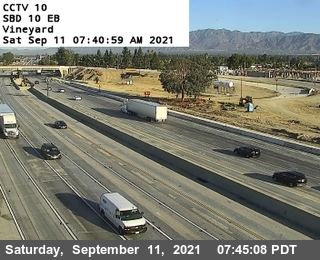 CCTV 10
SBD 10 EB
Vineyard
Sat Sep 11 07:40:59 AM 2021
Saturday, September 11, 2021 07:45:08 PDT